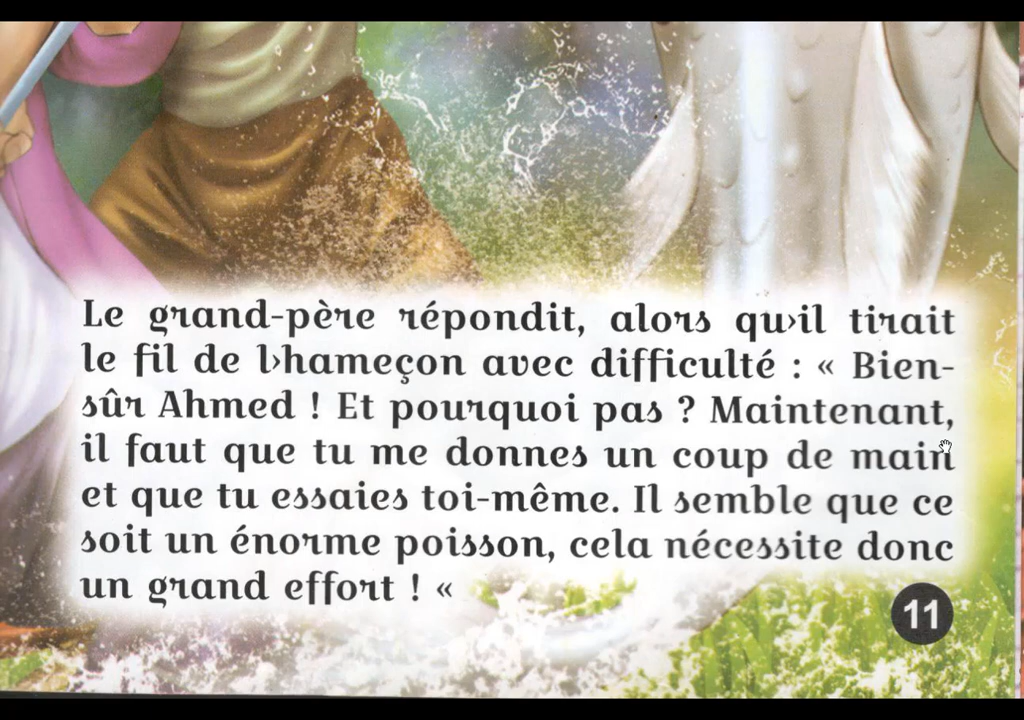 Le grand-père répondit, alors qu›il tirait
le fil de l›hameçon avec difficulté : « Bien-
sûr Ahmed ! Et pourquoi pas ? Maintenant,
il faut que tu me donnes un coup de main
et que tu essaies toi-même. Il semble que ce
soit un énorme poisson, cela nécessite donc
un grand effort ! «
11